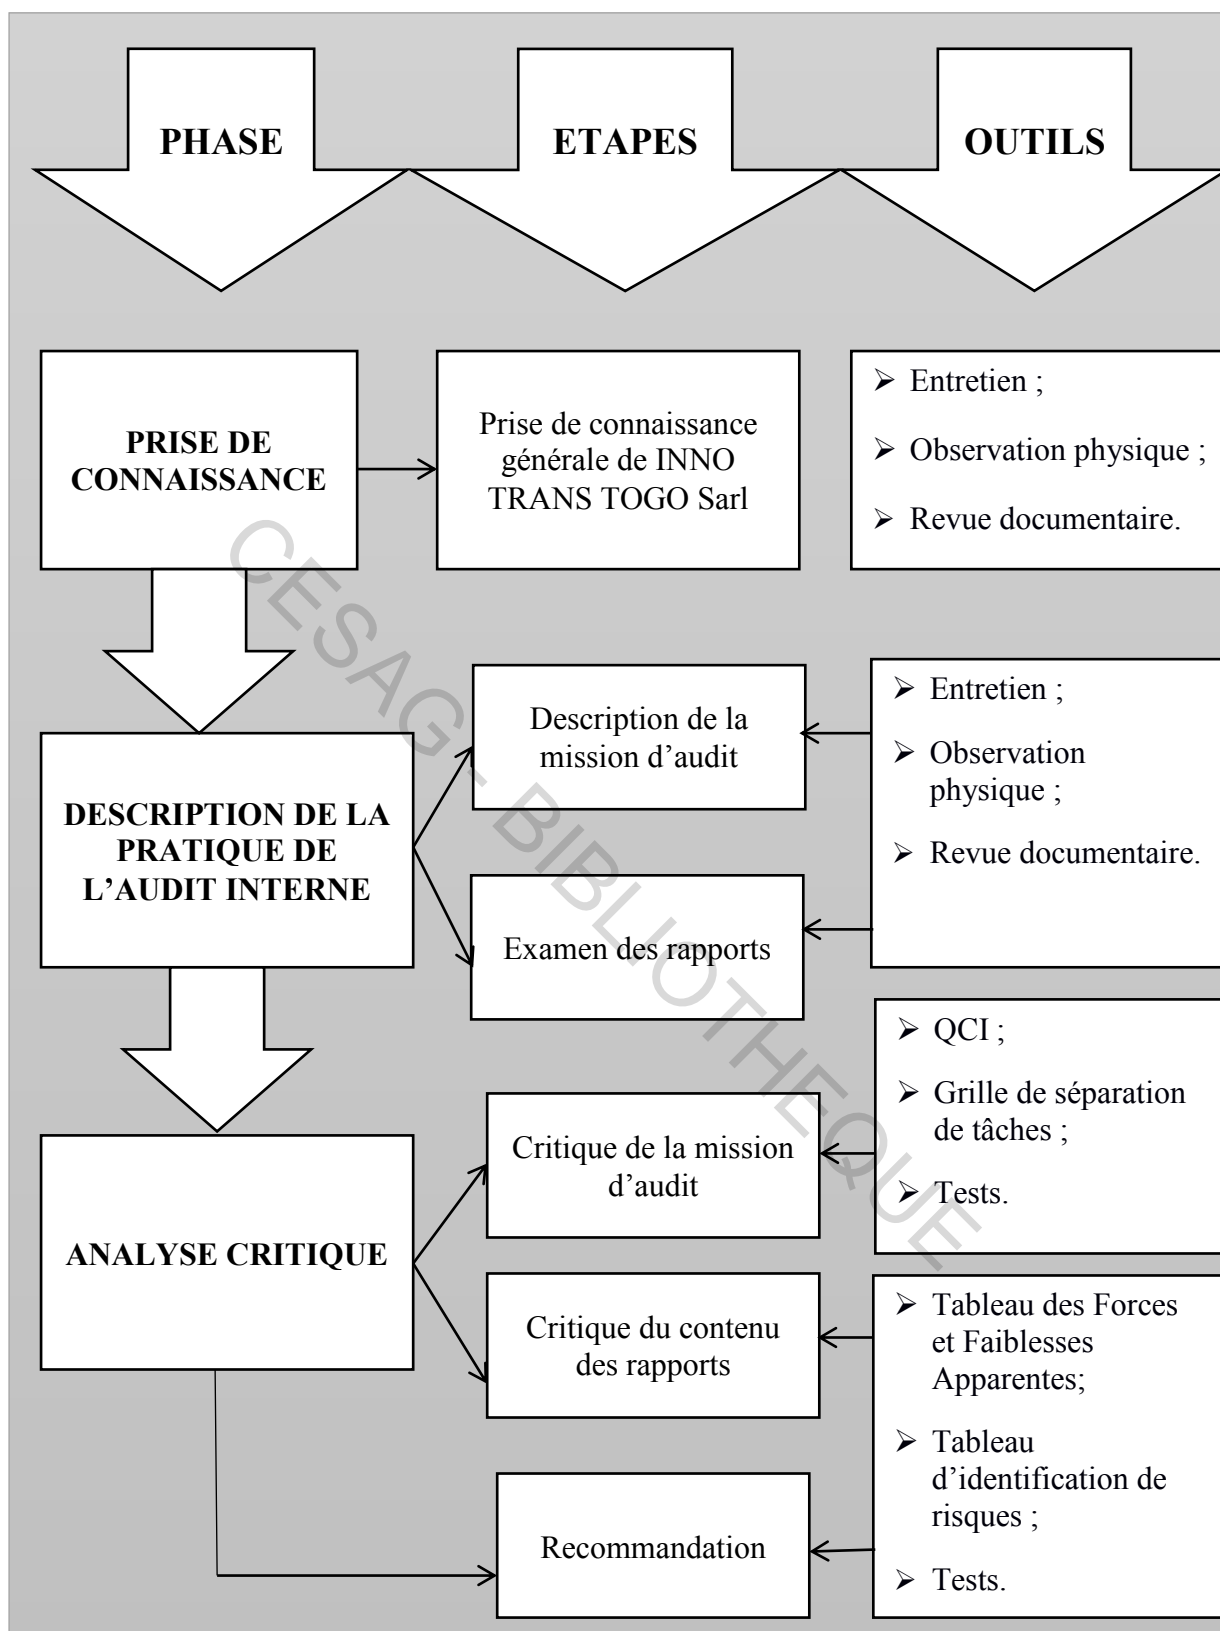 PHASE
ETAPES
OUTILS
PRISE DE
CONNAISSANCE
Prise de connaissance
générale de INNO
TRANS TOGO Sarl
➢ Entretien ;
➢ Observation physique ;
➢ Revue documentaire.
DESCRIPTION DE LA
PRATIQUE DE
L’AUDIT INTERNE
Description de la
mission d’audit
Examen des rapports
➢ Entretien ;
➢ Observation
physique ;
➢ Revue documentaire.
ANALYSE CRITIQUE
Critique de la mission
d’audit
➢ QCI ;
➢ Grille de séparation
de tâches ;
➢ Tests.
Critique du contenu
des rapports
Recommandation
➢ Tableau des Forces
et Faiblesses
Apparentes;
➢ Tableau
d’identification de
risques ;
➢ Tests.
CESAG - BIBLIOTHEQUE